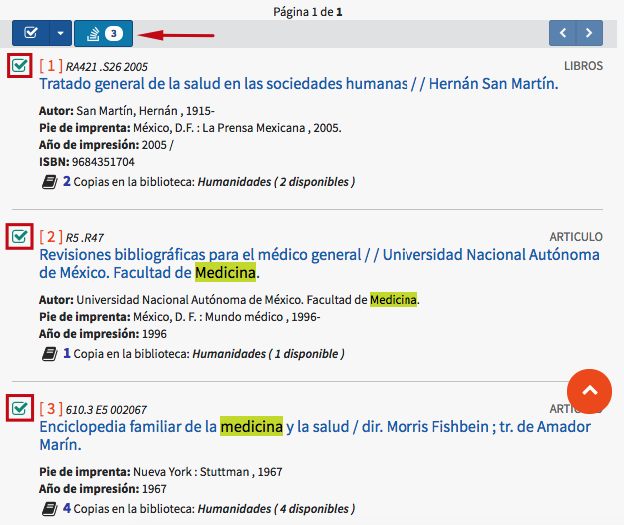 Página 1 de 1
3
[ 1 ] RA421 .S26 2005 LIBROS
Tratado general de la salud en las sociedades humanas / / Hernán San Martín.
Autor: San Martín, Hernán , 1915-
Pie de imprenta: México, D.F. : La Prensa Mexicana , 2005.
Año de impresión: 2005 /
ISBN: 9684351704
2 Copias en la biblioteca: Humanidades ( 2 disponibles )
[ 2 ] R5 .R47 ARTICULO
Revisiones bibliográficas para el médico general / / Universidad Nacional Autónoma
de México. Facultad de Medicina.
Autor: Universidad Nacional Autónoma de México. Facultad de Medicina.
Pie de imprenta: México, D. F. : Mundo médico , 1996-
Año de impresión: 1996
1 Copia en la biblioteca: Humanidades ( 1 disponible )
[ 3 ] 610.3 E5 002067
Enciclopedia familiar de la medicina y la salud / dir. Morris Fishbein ; tr. de Amador
Marín.
Pie de imprenta: Nueva York : Stuttman , 1967
Año de impresión: 1967
4 Copias en la biblioteca: Humanidades ( 4 disponibles )